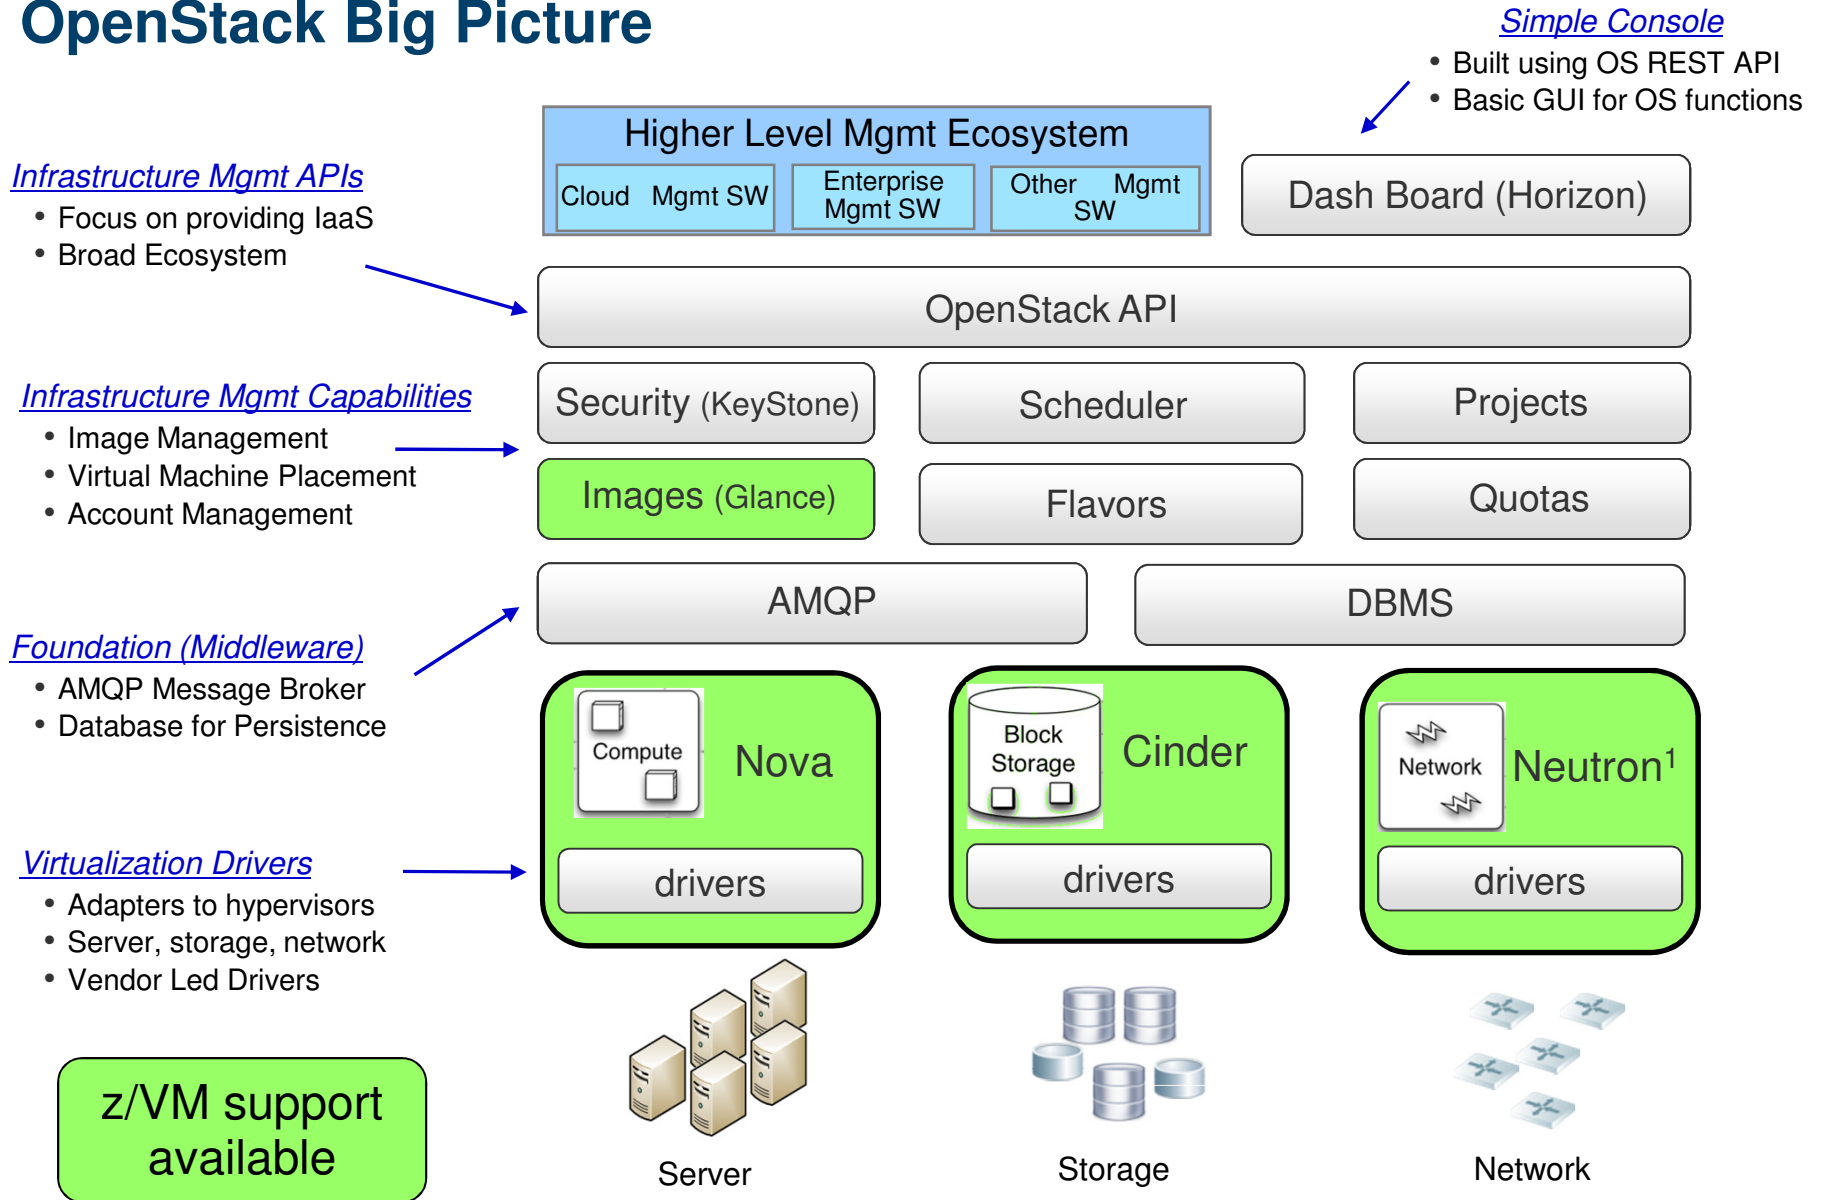 OpenStack Big Picture
Simple Console
• Built using OS REST API
• Basic GUI for OS functions
Higher Level Mgmt Ecosystem
Cloud Mgmt SW
Enterprise
Mgmt SW
Other Mgmt
SW
Dash Board (Horizon)
Infrastructure Mgmt APIs
• Focus on providing IaaS
• Broad Ecosystem
OpenStack API
Infrastructure Mgmt Capabilities
• Image Management
• Virtual Machine Placement
• Account Management
Security (KeyStone)
Scheduler
Projects
Images (Glance)
Flavors
Quotas
Foundation (Middleware)
• AMQP Message Broker
• Database for Persistence
AMQP
DBMS
Compute
Nova
drivers
Block
Storage
Cinder
drivers
Network
Neutron¹
drivers
Virtualization Drivers
• Adapters to hypervisors
• Server, storage, network
• Vendor Led Drivers
z/VM support
available
Server
Storage
Network